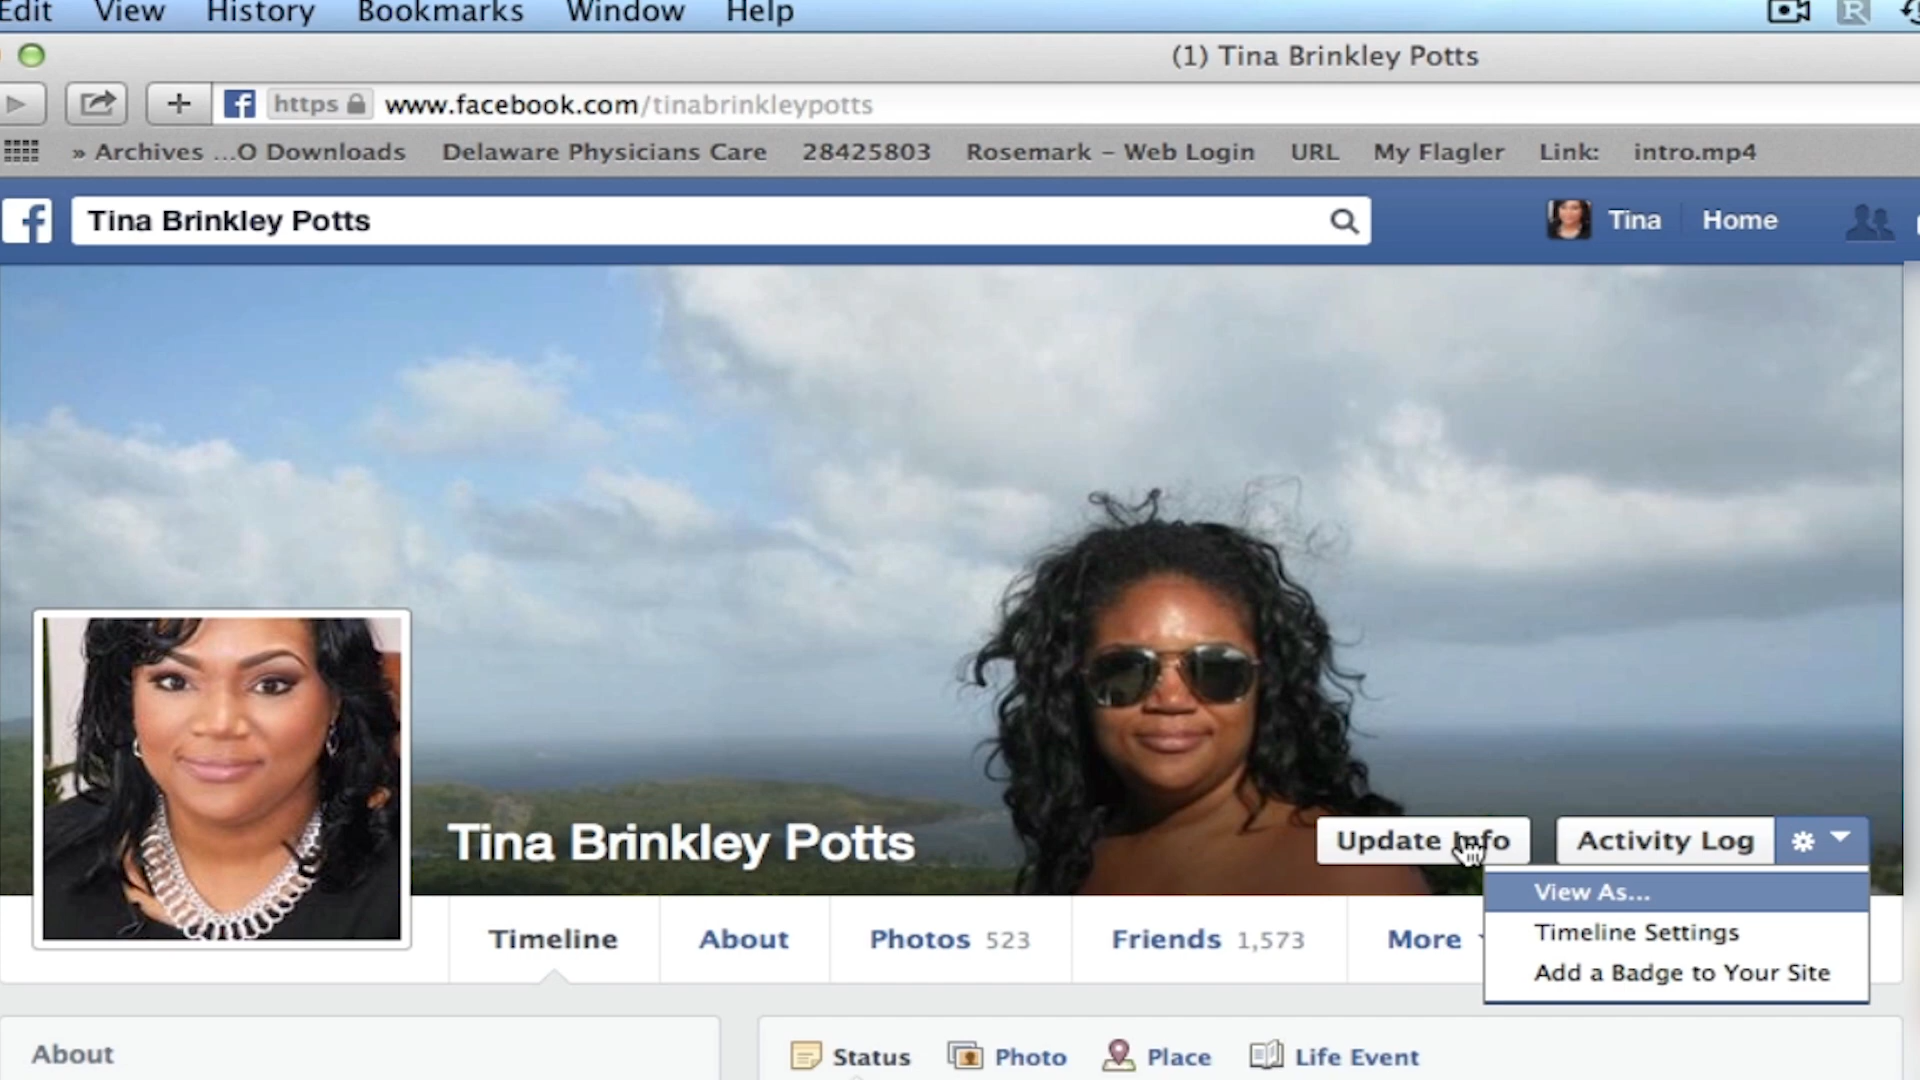 Edit View History Bookmarks Window Help
(1) Tina Brinkley Potts
https www.facebook.com/tinabrinkleypotts
» Archives ...O Downloads Delaware Physicians Care 28425803 Rosemark – Web Login URL My Flagler Link: intro.mp4
f Tina Brinkley Potts Tina Home
Tina Brinkley Potts
Update Info Activity Log
View As...
Timeline Settings
Add a Badge to Your Site
Timeline About Photos 523 Friends 1,573 More
About
Status Photo Place Life Event